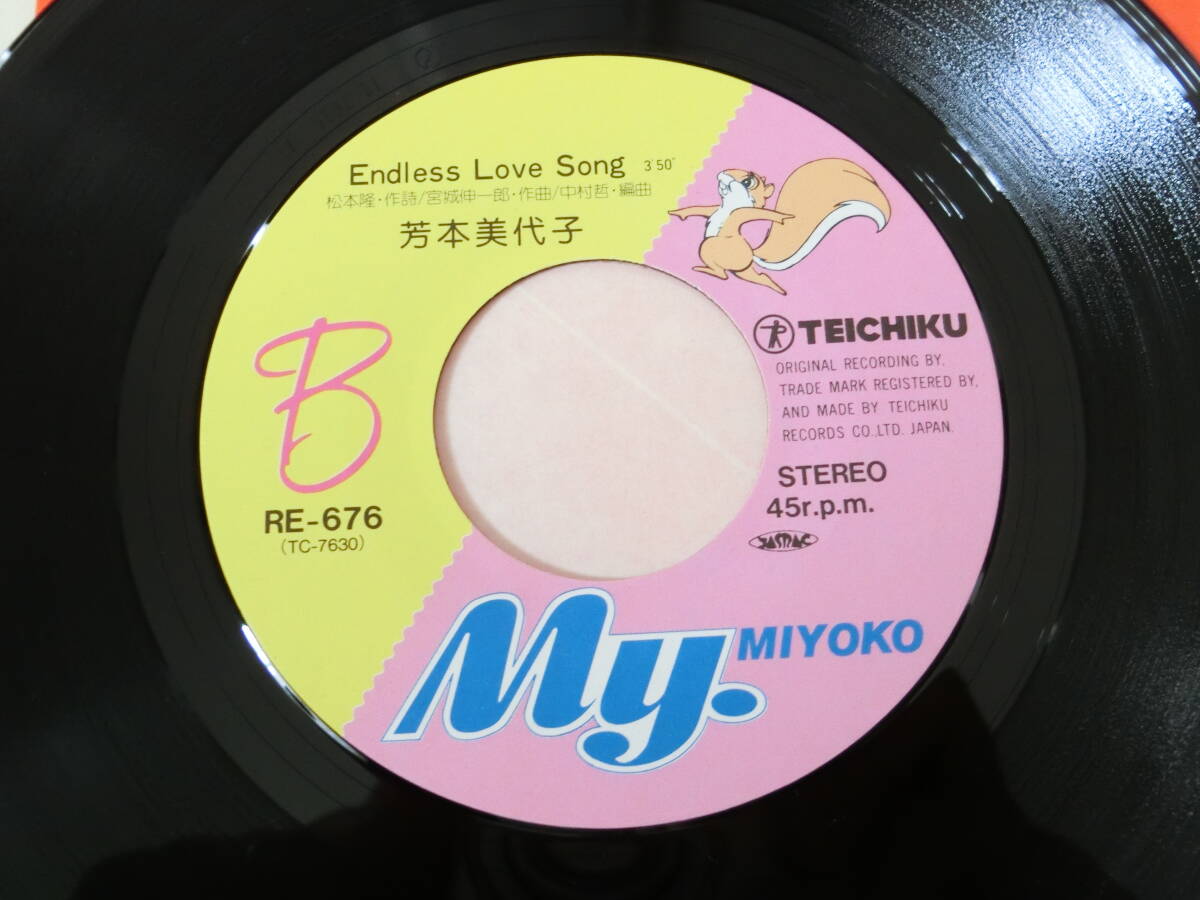 Endless Love Song 3'50"
松本隆・作詩/宮城伸一郎・作曲/中村哲・編曲
芳本美代子
B
RE-676
(TC-7630)
TEICHIKU
ORIGINAL RECORDING BY,
TRADE MARK REGISTERED BY,
AND MADE BY TEICHIKU
RECORDS CO.,LTD. JAPAN.
STEREO
45r.p.m.
JASRAC
My.
MIYOKO